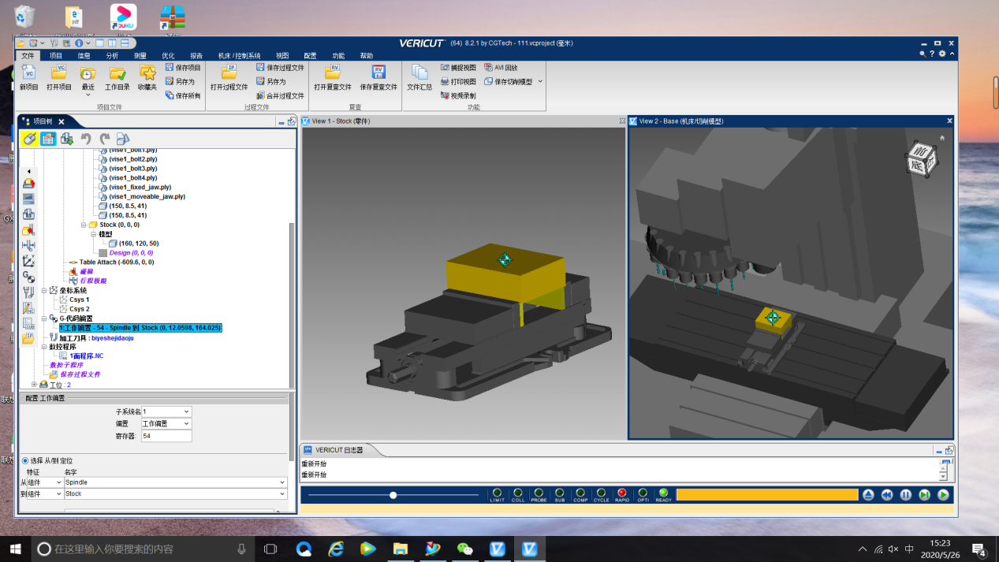 pdf
YOUKU
VERICUT (64) 8.2.1 by CGTech - 111.vcproject (毫米)
文件 项目 信息 分析 测量 优化 报告 机床 / 控制系统 视图 配置 功能 帮助
新项目 打开项目 最近 工作目录 收藏夹
保存项目
另存为
保存所有
项目文件
打开过程文件
保存过程文件
另存为
合并过程文件
过程文件
打开复查文件 保存复查文件
复查
文件汇总
捕捉视图 AVI 回放
打印视图 保存切削模型
视频录制
功能
项目树
(vise1_bolt1.ply)
(vise1_bolt2.ply)
(vise1_bolt3.ply)
(vise1_bolt4.ply)
(vise1_fixed_jaw.ply)
(vise1_moveable_jaw.ply)
(150, 8.5, 41)
(150, 8.5, 41)
Stock (0, 0, 0)
模型
(160, 120, 50)
Design (0, 0, 0)
Table Attach (-609.6, 0, 0)
碰撞
行程极限
坐标系统
Csys 1
Csys 2
G-代码偏置
1:工作偏置 - 54 - Spindle 到 Stock (0, 12.0598, 164.025)
加工刀具 : biyeshejidaoju
数控程序
1面程序.NC
数控子程序
保存过程文件
工位 : 2
配置 工作偏置
子系统名 1
偏置 工作偏置
寄存器: 54
选择 从/到 定位
特征 名字
从 组件 Spindle
到 组件 Stock
View 1 - Stock (零件)
View 2 - Base (机床/切削模型)
前
底
VERICUT 日志器
重新开始
重新开始
LIMIT COLL PROBE SUB COMP CYCLE RAPID OPTI READY
在这里输入你要搜索的内容
中
15:23
2020/5/26
4